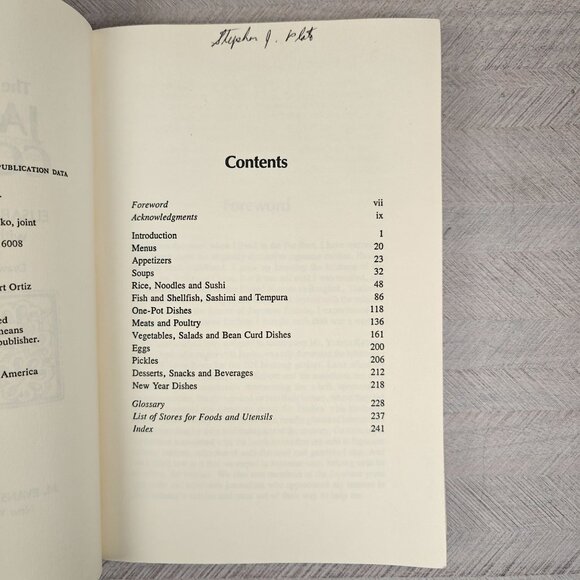 Stephen J.
Contents
Foreword vii
Acknowledgments ix
Introduction 1
Menus 20
Appetizers 23
Soups 32
Rice, Noodles and Sushi 48
Fish and Shellfish, Sashimi and Tempura 86
One-Pot Dishes 118
Meats and Poultry 136
Vegetables, Salads and Bean Curd Dishes 161
Eggs 200
Pickles 206
Desserts, Snacks and Beverages 212
New Year Dishes 218
Glossary 228
List of Stores for Foods and Utensils 237
Index 241
PUBLICATION DATA
ko, joint
6008
rt Ortiz
ed
means
publisher.
America